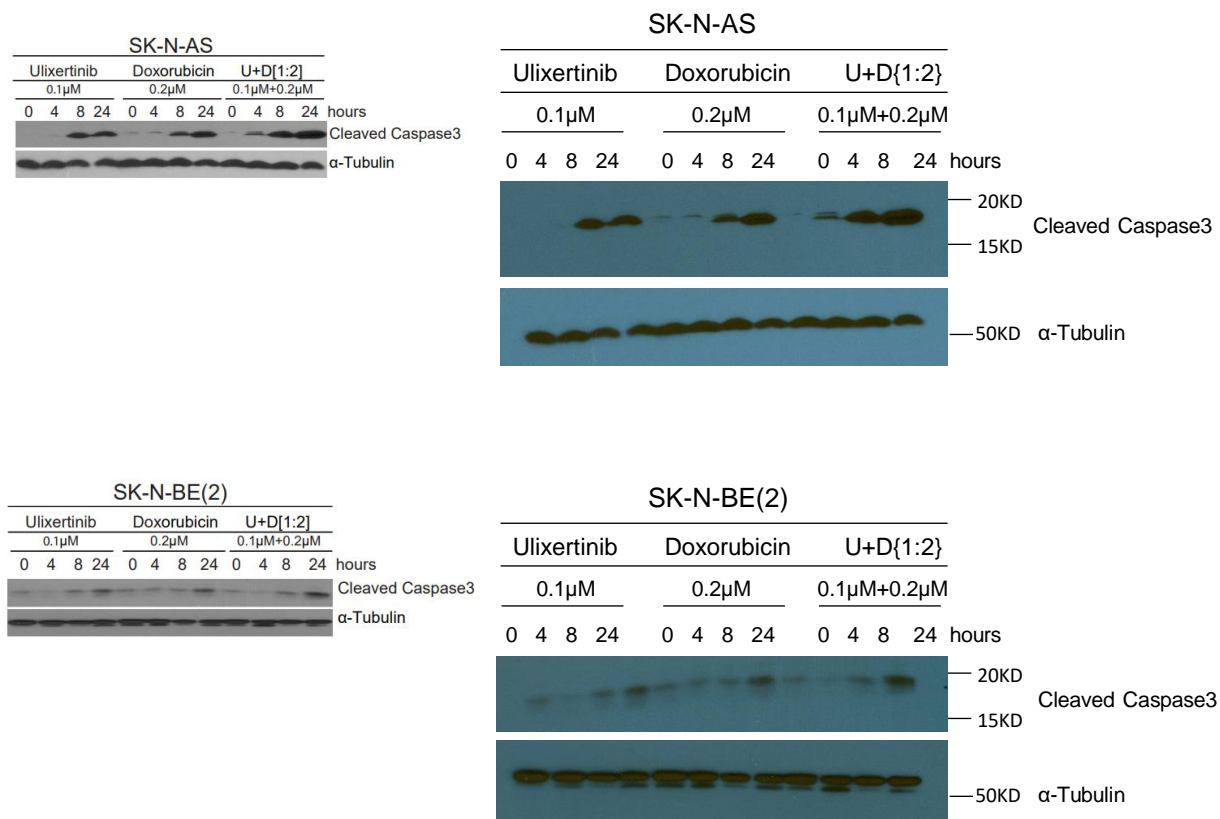 SK-N-AS
Ulixertinib Doxorubicin U+D[1:2]
0.1µM 0.2µM 0.1µM+0.2µM
0 4 8 24 0 4 8 24 0 4 8 24 hours
Cleaved Caspase3
α-Tubulin
SK-N-AS
Ulixertinib Doxorubicin U+D{1:2}
0.1µM 0.2µM 0.1µM+0.2µM
0 4 8 24 0 4 8 24 0 4 8 24 hours
20KD
Cleaved Caspase3
15KD
50KD α-Tubulin
SK-N-BE(2)
Ulixertinib Doxorubicin U+D[1:2]
0.1µM 0.2µM 0.1µM+0.2µM
0 4 8 24 0 4 8 24 0 4 8 24 hours
Cleaved Caspase3
α-Tubulin
SK-N-BE(2)
Ulixertinib Doxorubicin U+D{1:2}
0.1µM 0.2µM 0.1µM+0.2µM
0 4 8 24 0 4 8 24 0 4 8 24 hours
20KD
Cleaved Caspase3
15KD
50KD α-Tubulin